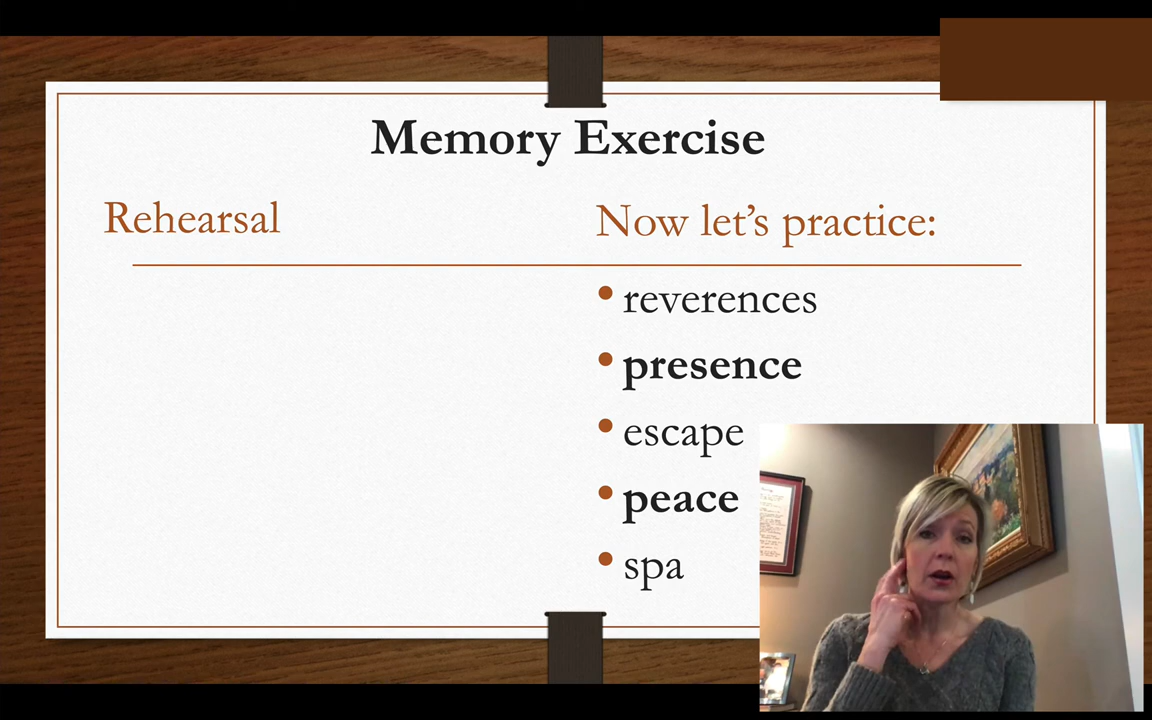 Memory Exercise
Rehearsal
Now let’s practice:
• reverences
• presence
• escape
• peace
• spa